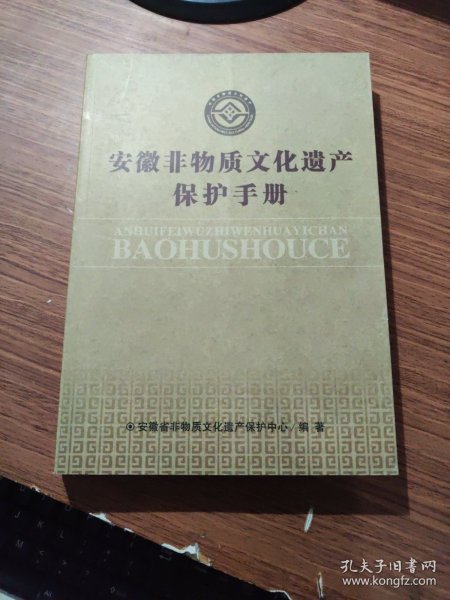 安徽非物质文化遗产
保护手册
ANHUIFEIWUZHIWENHUAYICHAN
BAOHUSHOUCE
安徽省非物质文化遗产保护中心/编 著
孔夫子旧书网
www.kongfz.com